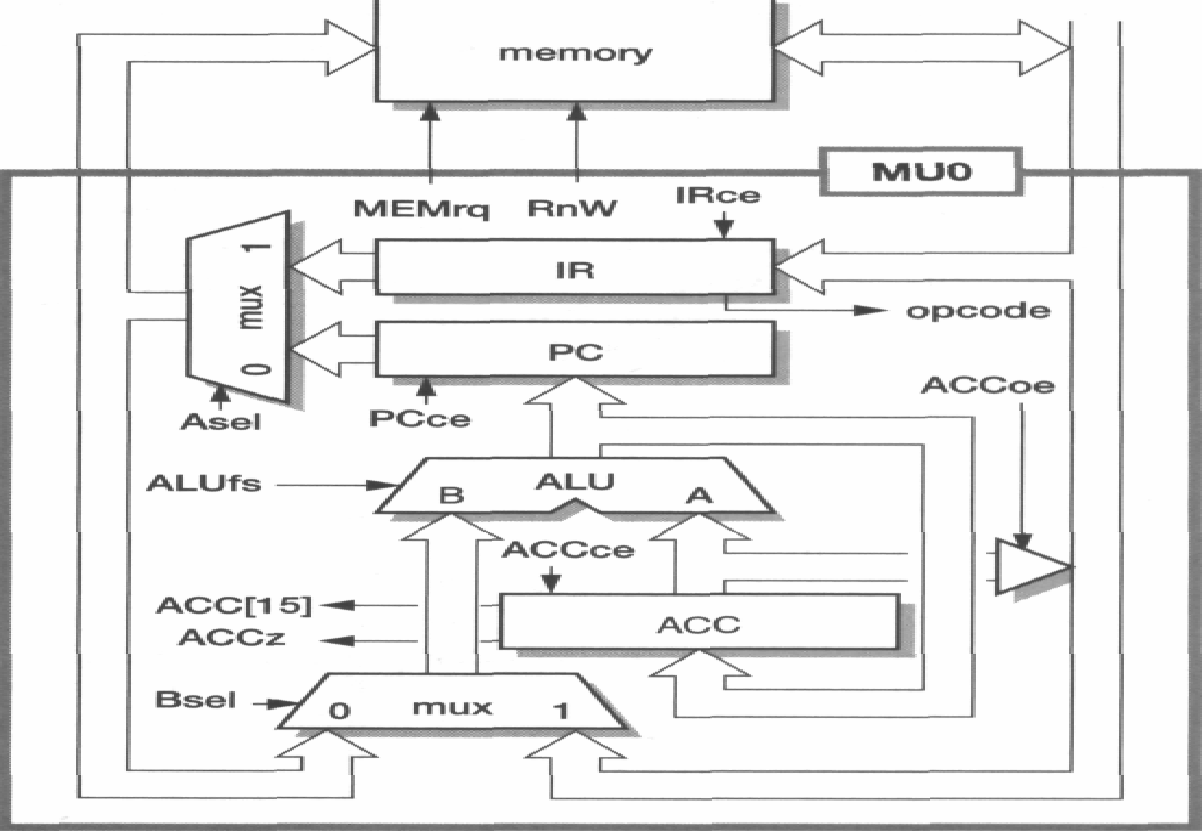 memory
MU0
MEMrq RnW IRce
IR
mux 1
0
opcode
PC
ACCoe
Asel
PCce
ALUfs
B ALU A
ACCce
ACC[15]
ACC
ACCz
Bsel
0 mux 1